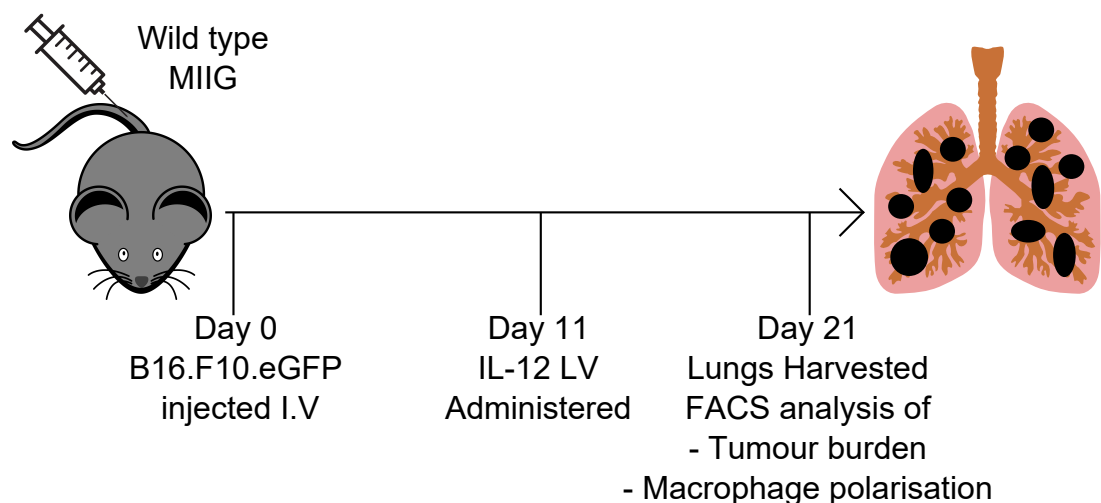 Wild type
MIIG
Day 0
B16.F10.eGFP
injected I.V
Day 11
IL-12 LV
Administered
Day 21
Lungs Harvested
FACS analysis of
- Tumour burden
- Macrophage polarisation